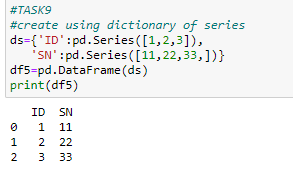 #TASK9
#create using dictionary of series
ds={'ID':pd.Series([1,2,3]),
   'SN':pd.Series([11,22,33,])}
df5=pd.DataFrame(ds)
print(df5)
   ID  SN
0   1  11
1   2  22
2   3  33